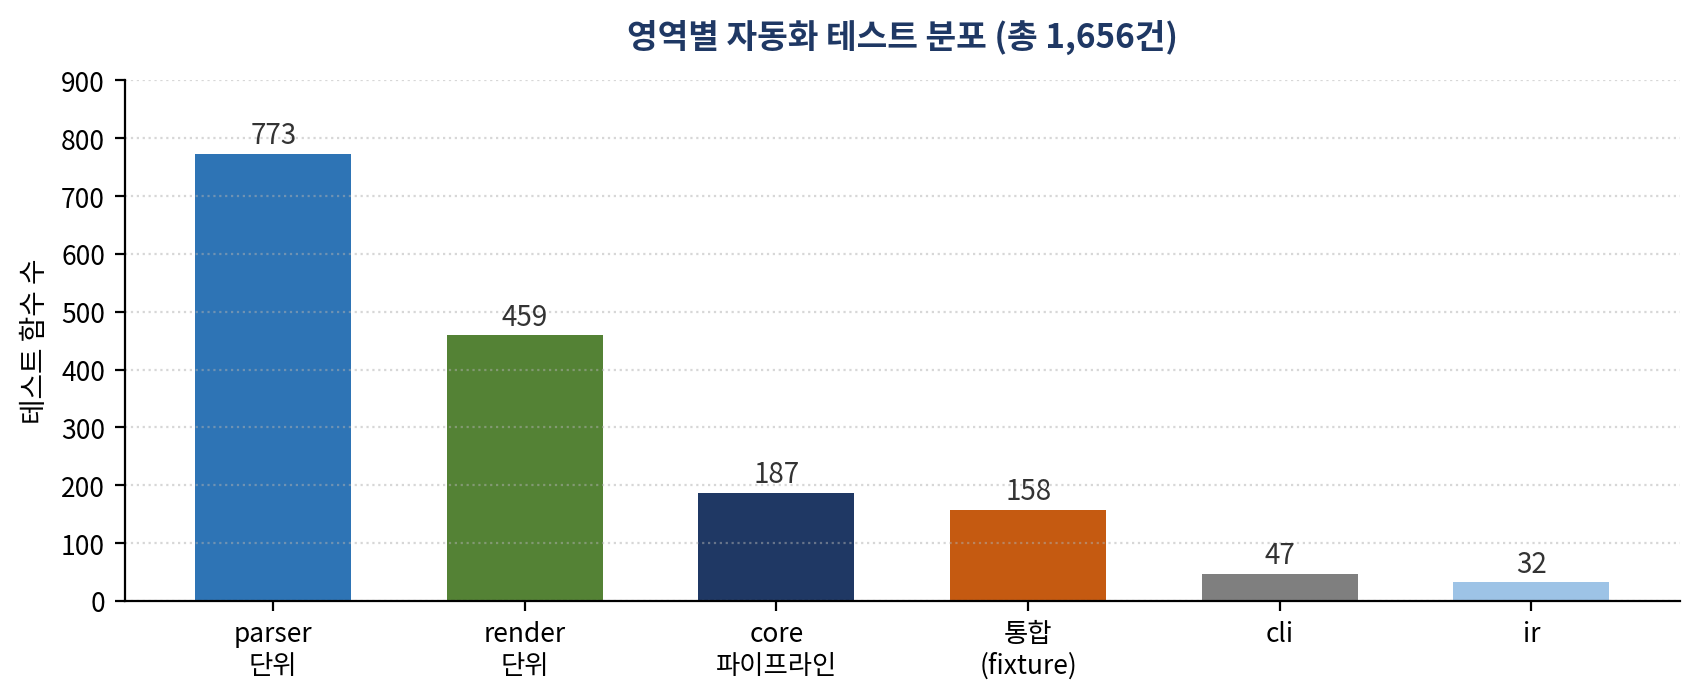 영역별 자동화 테스트 분포 (총 1,656건)
테스트 함수 수
900
800
700
600
500
400
300
200
100
0
773
459
187
158
47
32
parser
단위
render
단위
core
파이프라인
통합
(fixture)
cli
ir